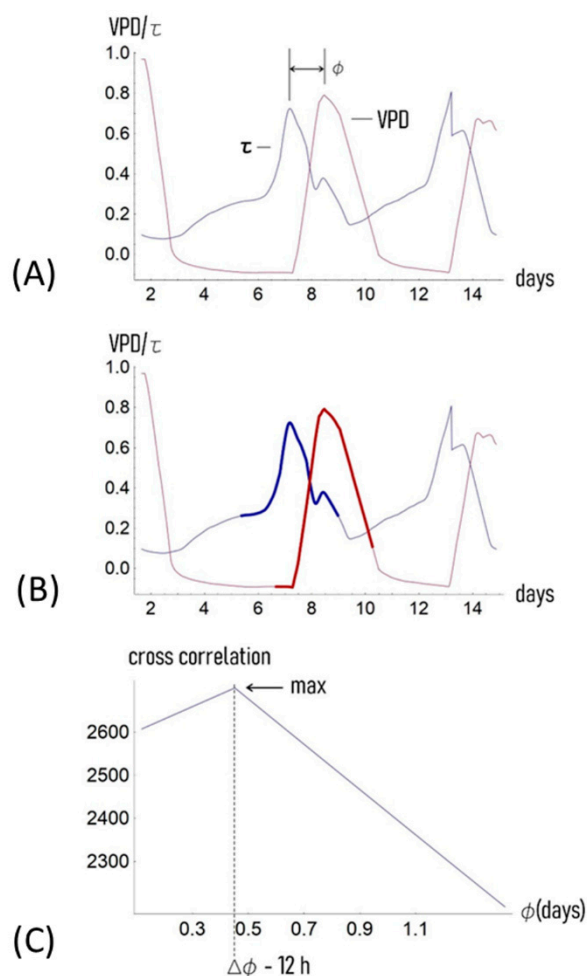 VPD/τ
1.0
ϕ
0.8
τ
VPD
0.6
0.4
0.2
0.0
(A)
days
2 4 6 8 10 12 14
VPD/τ
1.0
0.8
0.6
0.4
0.2
0.0
(B)
days
2 4 6 8 10 12 14
cross correlation
max
2600
2500
2400
2300
ϕ(days)
(C)
0.3 0.5 0.7 0.9 1.1
Δϕ - 12 h